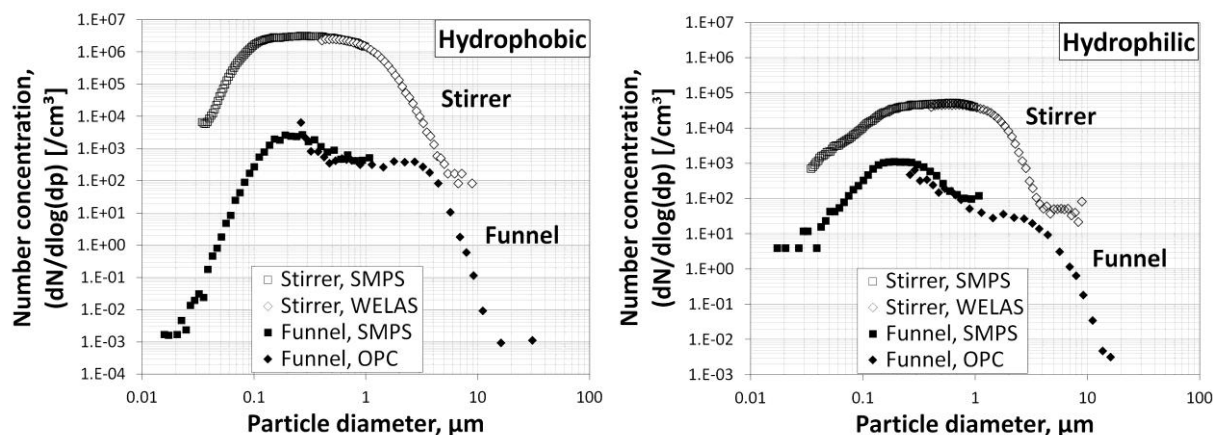 Number concentration,
(dN/dlog(dp) [/cm³]
1.E+07
1.E+06
1.E+05
1.E+04
1.E+03
1.E+02
1.E+01
1.E+00
1.E-01
1.E-02
1.E-03
1.E-04
Hydrophobic
Stirrer
Funnel
Stirrer, SMPS
Stirrer, WELAS
Funnel, SMPS
Funnel, OPC
0.01 0.1 1 10 100
Particle diameter, µm
Number concentration,
(dN/dlog(dp) [/cm³]
1.E+07
1.E+06
1.E+05
1.E+04
1.E+03
1.E+02
1.E+01
1.E+00
1.E-01
1.E-02
1.E-03
Hydrophilic
Stirrer
Funnel
Stirrer, SMPS
Stirrer, WELAS
Funnel, SMPS
Funnel, OPC
0.01 0.1 1 10 100
Particle diameter, µm